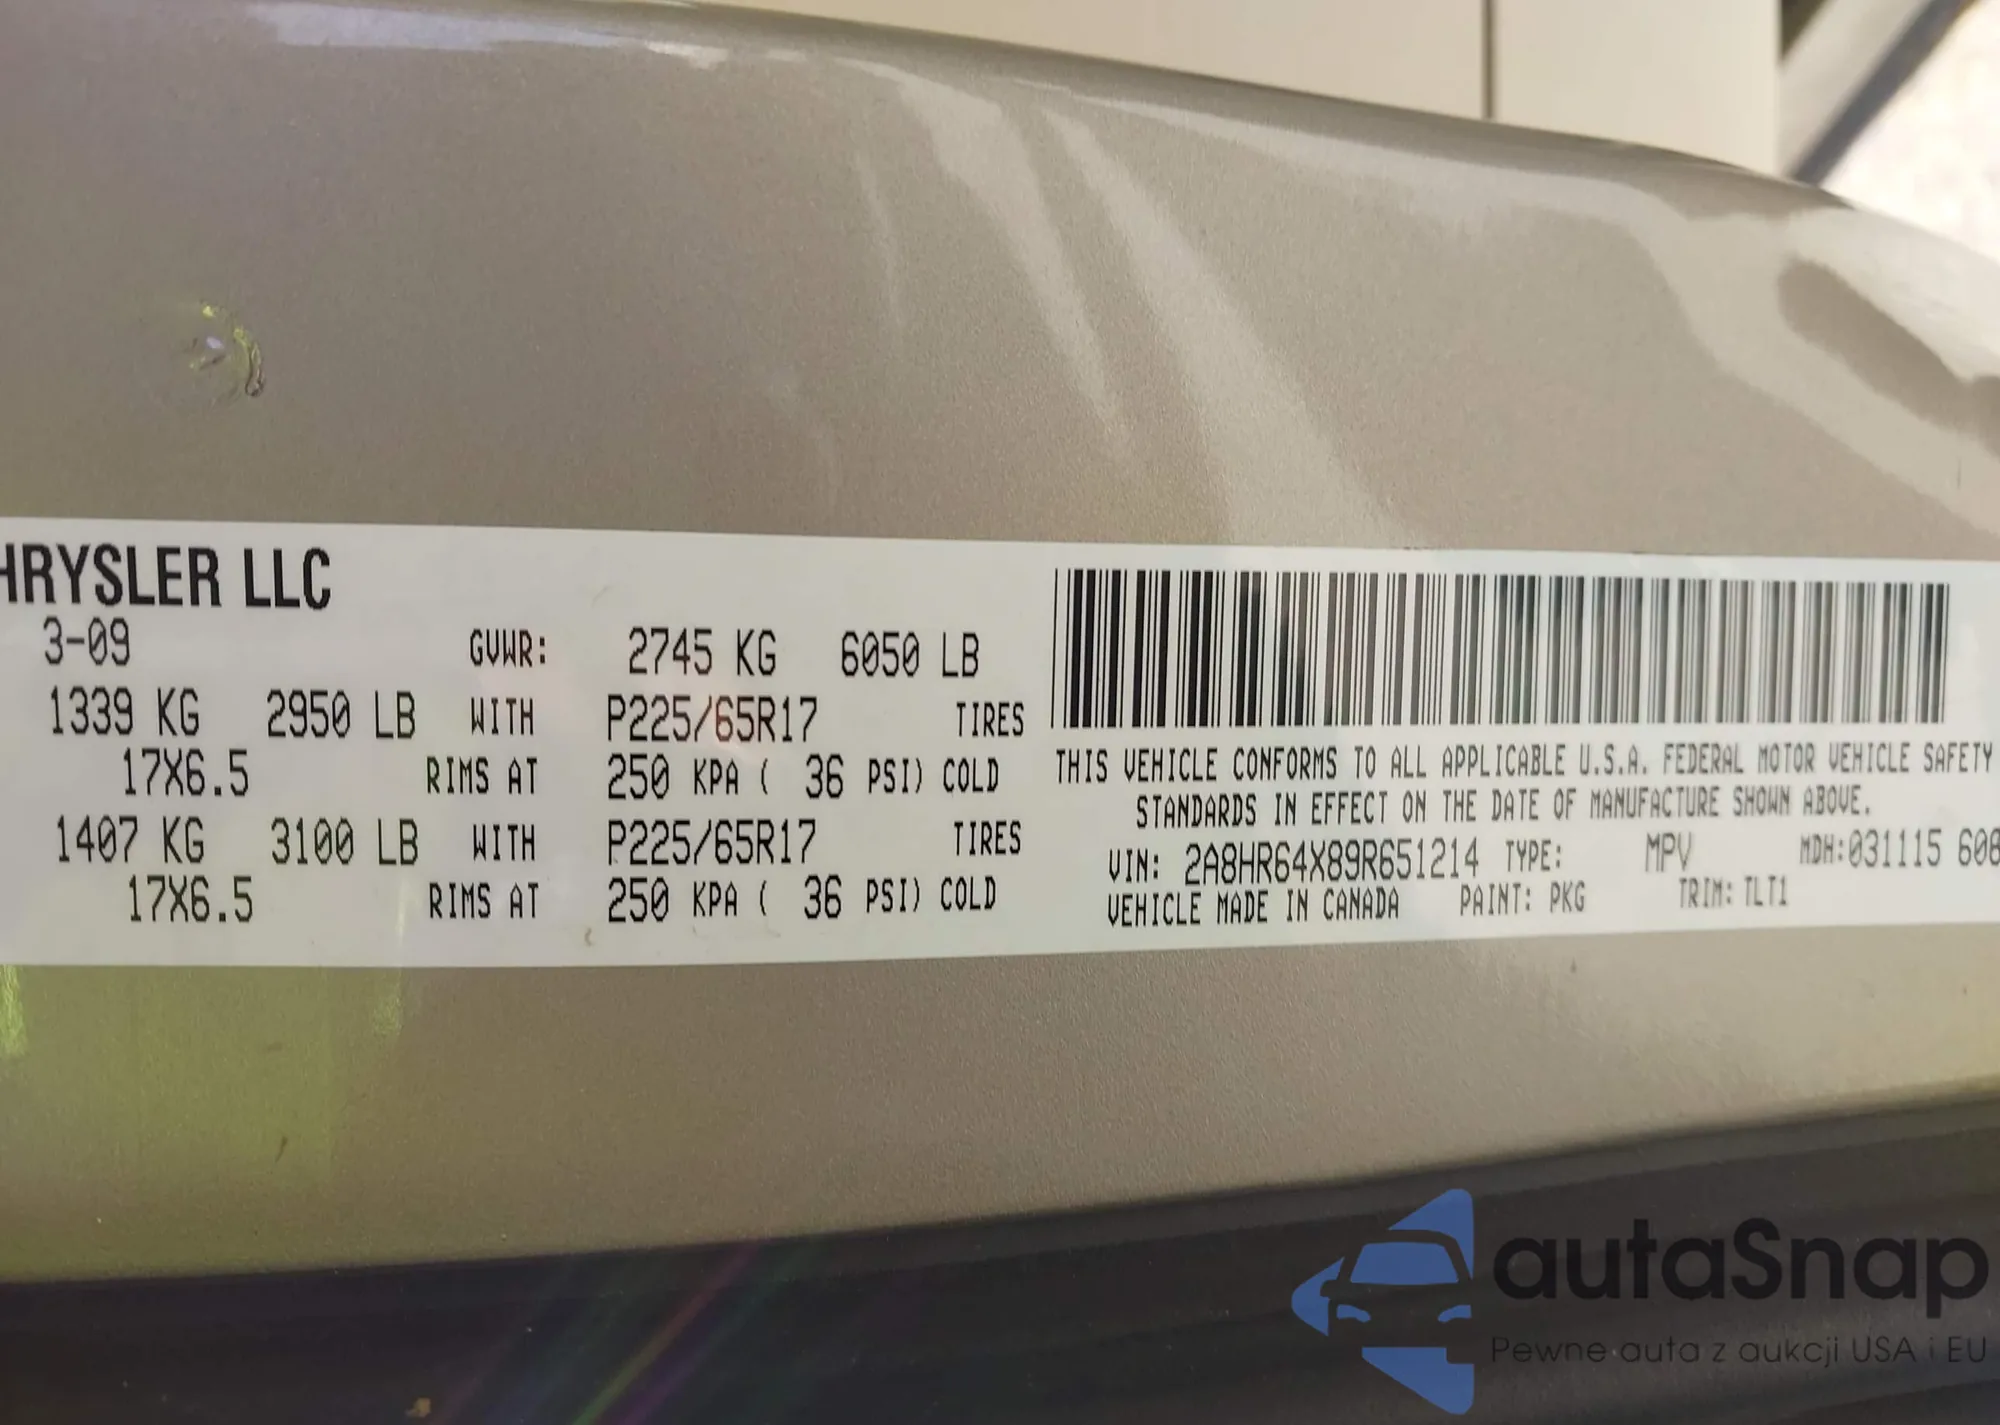 HRYSLER LLC
3-09 GVWR: 2745 KG 6050 LB
1339 KG 2950 LB WITH P225/65R17 TIRES
17X6.5 RIMS AT 250 KPA ( 36 PSI) COLD
1407 KG 3100 LB WITH P225/65R17 TIRES
17X6.5 RIMS AT 250 KPA ( 36 PSI) COLD
THIS VEHICLE CONFORMS TO ALL APPLICABLE U.S.A. FEDERAL MOTOR VEHICLE SAFETY
STANDARDS IN EFFECT ON THE DATE OF MANUFACTURE SHOWN ABOVE.
VIN: 2A8HR64X89R651214 TYPE: MPV MDH:031115 608
VEHICLE MADE IN CANADA PAINT: PKG TRIM: TLT1
autaSnap
Pewne auta z aukcji USA i EU